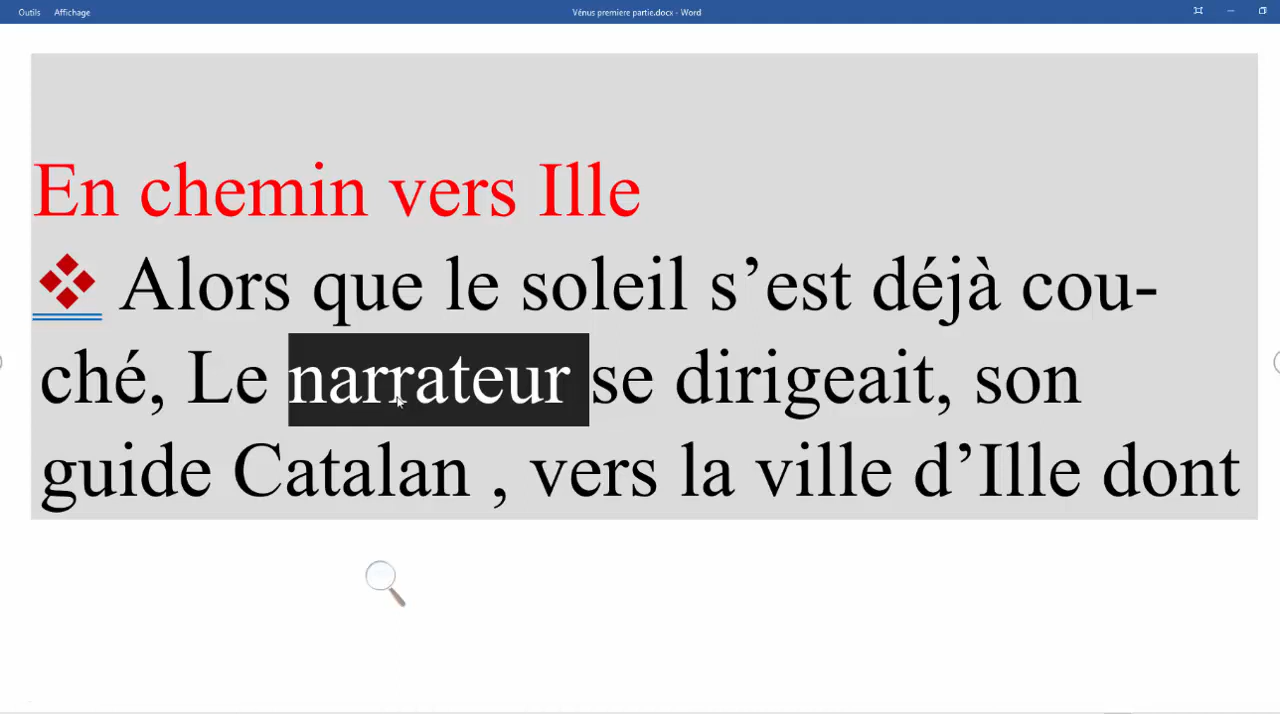 Outils Affichage Vénus premiere partie.docx - Word
En chemin vers Ille
❖ Alors que le soleil s’est déjà cou-
ché, Le narrateur se dirigeait, son
guide Catalan , vers la ville d’Ille dont